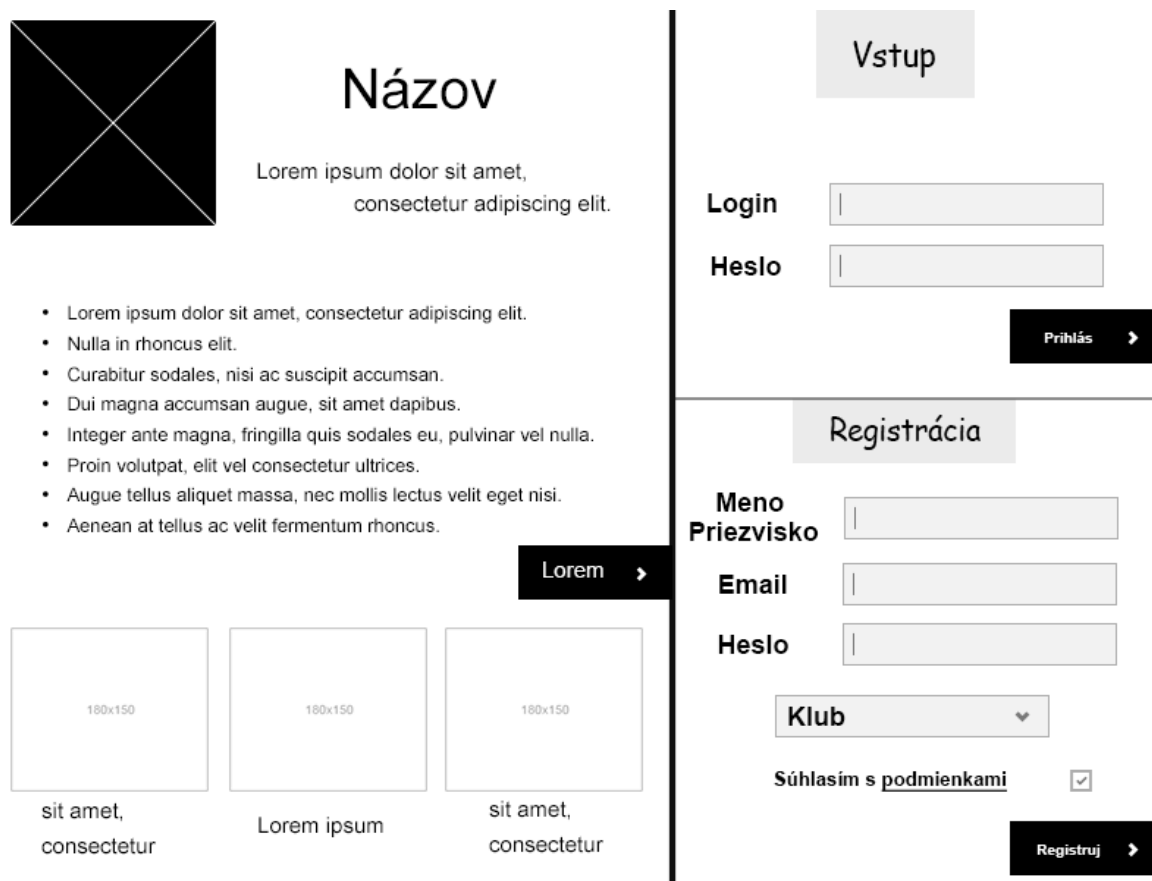 Názov
Lorem ipsum dolor sit amet,
consectetur adipiscing elit.
• Lorem ipsum dolor sit amet, consectetur adipiscing elit.
• Nulla in rhoncus elit.
• Curabitur sodales, nisi ac suscipit accumsan.
• Dui magna accumsan augue, sit amet dapibus.
• Integer ante magna, fringilla quis sodales eu, pulvinar vel nulla.
• Proin volutpat, elit vel consectetur ultrices.
• Augue tellus aliquet massa, nec mollis lectus velit eget nisi.
• Aenean at tellus ac velit fermentum rhoncus.
Lorem
180x150
180x150
180x150
sit amet,
consectetur
Lorem ipsum
sit amet,
consectetur
Vstup
Login
Heslo
Prihlás
Registrácia
Meno
Priezvisko
Email
Heslo
Klub
Súhlasím s podmienkami
Registruj